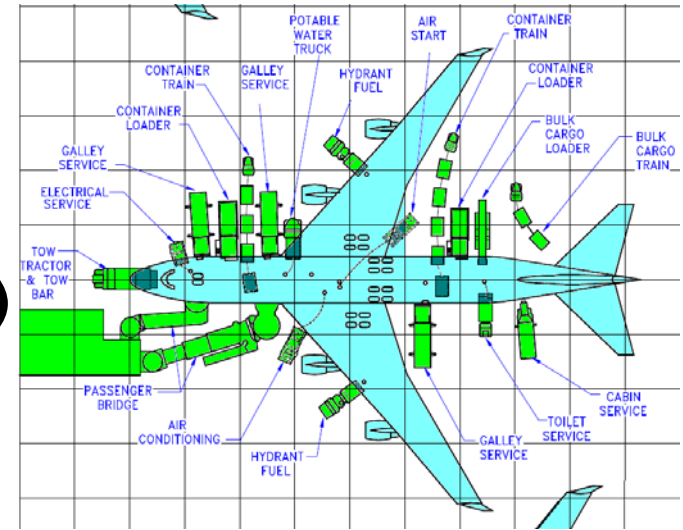 POTABLE
WATER
TRUCK
AIR
START
CONTAINER
TRAIN
CONTAINER
TRAIN
GALLEY
SERVICE
HYDRANT
FUEL
CONTAINER
LOADER
CONTAINER
LOADER
BULK
CARGO
LOADER
BULK
CARGO
TRAIN
GALLEY
SERVICE
ELECTRICAL
SERVICE
TOW
TRACTOR
& TOW
BAR
PASSENGER
BRIDGE
AIR
CONDITIONING
HYDRANT
FUEL
GALLEY
SERVICE
TOILET
SERVICE
CABIN
SERVICE